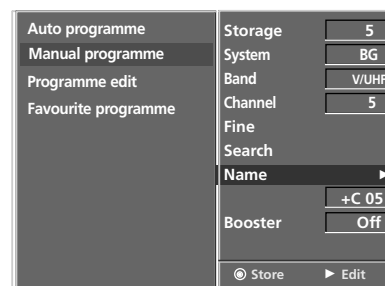 Auto programme
Manual programme
Programme edit
Favourite programme
Storage 5
System BG
Band V/UHF
Channel 5
Fine
Search
Name ►
+C 05
Booster Off
◉ Store ► Edit